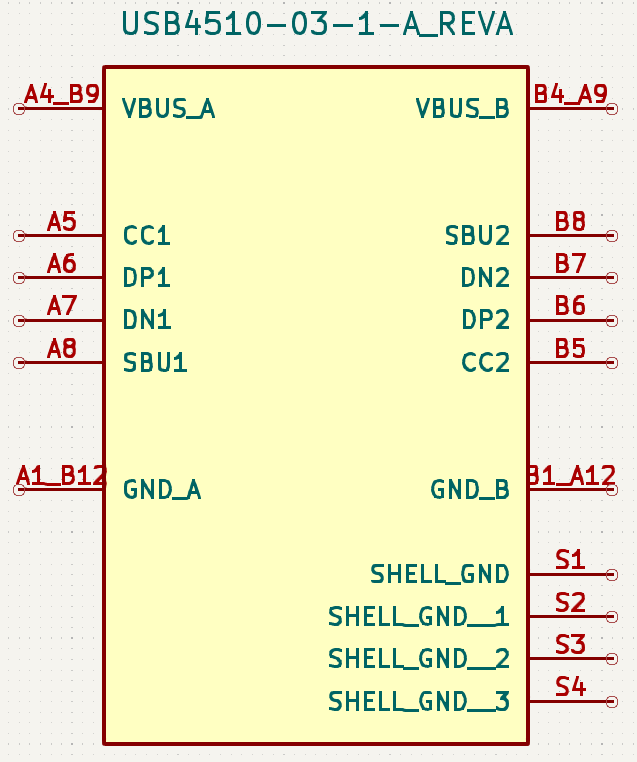 USB4510-03-1-A_REVA
A4_B9 VBUS_A VBUS_B B4_A9
A5 CC1 SBU2 B8
A6 DP1 DN2 B7
A7 DN1 DP2 B6
A8 SBU1 CC2 B5
A1_B12 GND_A GND_B B1_A12
SHELL_GND S1
SHELL_GND__1 S2
SHELL_GND__2 S3
SHELL_GND__3 S4